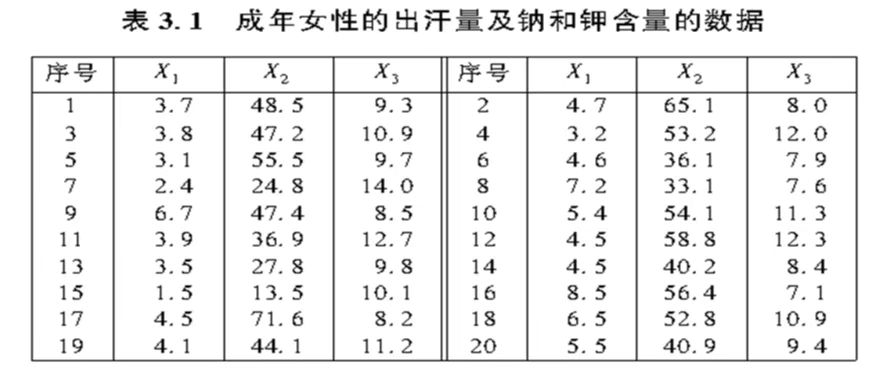 表 3.1 成年女性的出汗量及钠和钾含量的数据
序号 X₁ X₂ X₃ 序号 X₁ X₂ X₃
1 3.7 48.5 9.3 2 4.7 65.1 8.0
3 3.8 47.2 10.9 4 3.2 53.2 12.0
5 3.1 55.5 9.7 6 4.6 36.1 7.9
7 2.4 24.8 14.0 8 7.2 33.1 7.6
9 6.7 47.4 8.5 10 5.4 54.1 11.3
11 3.9 36.9 12.7 12 4.5 58.8 12.3
13 3.5 27.8 9.8 14 4.5 40.2 8.4
15 1.5 13.5 10.1 16 8.5 56.4 7.1
17 4.5 71.6 8.2 18 6.5 52.8 10.9
19 4.1 44.1 11.2 20 5.5 40.9 9.4